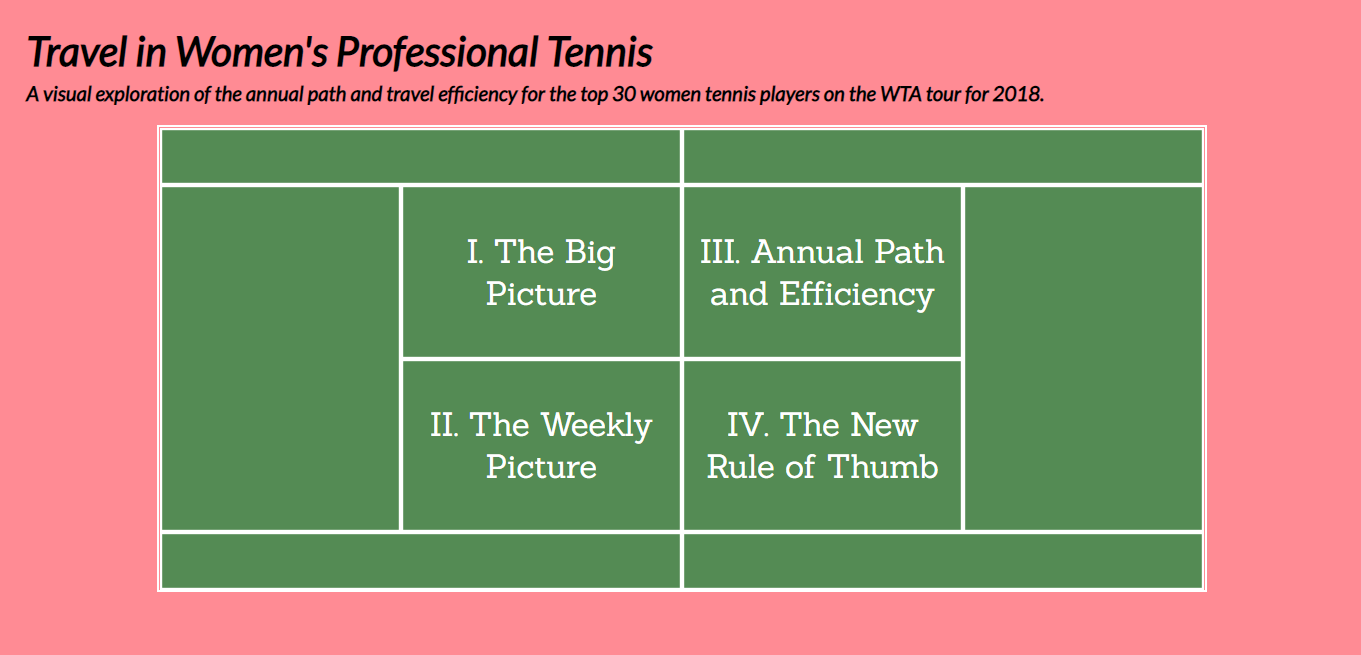 Travel in Women's Professional Tennis
A visual exploration of the annual path and travel efficiency for the top 30 women tennis players on the WTA tour for 2018.
I. The Big
Picture
II. The Weekly
Picture
III. Annual Path
and Efficiency
IV. The New
Rule of Thumb